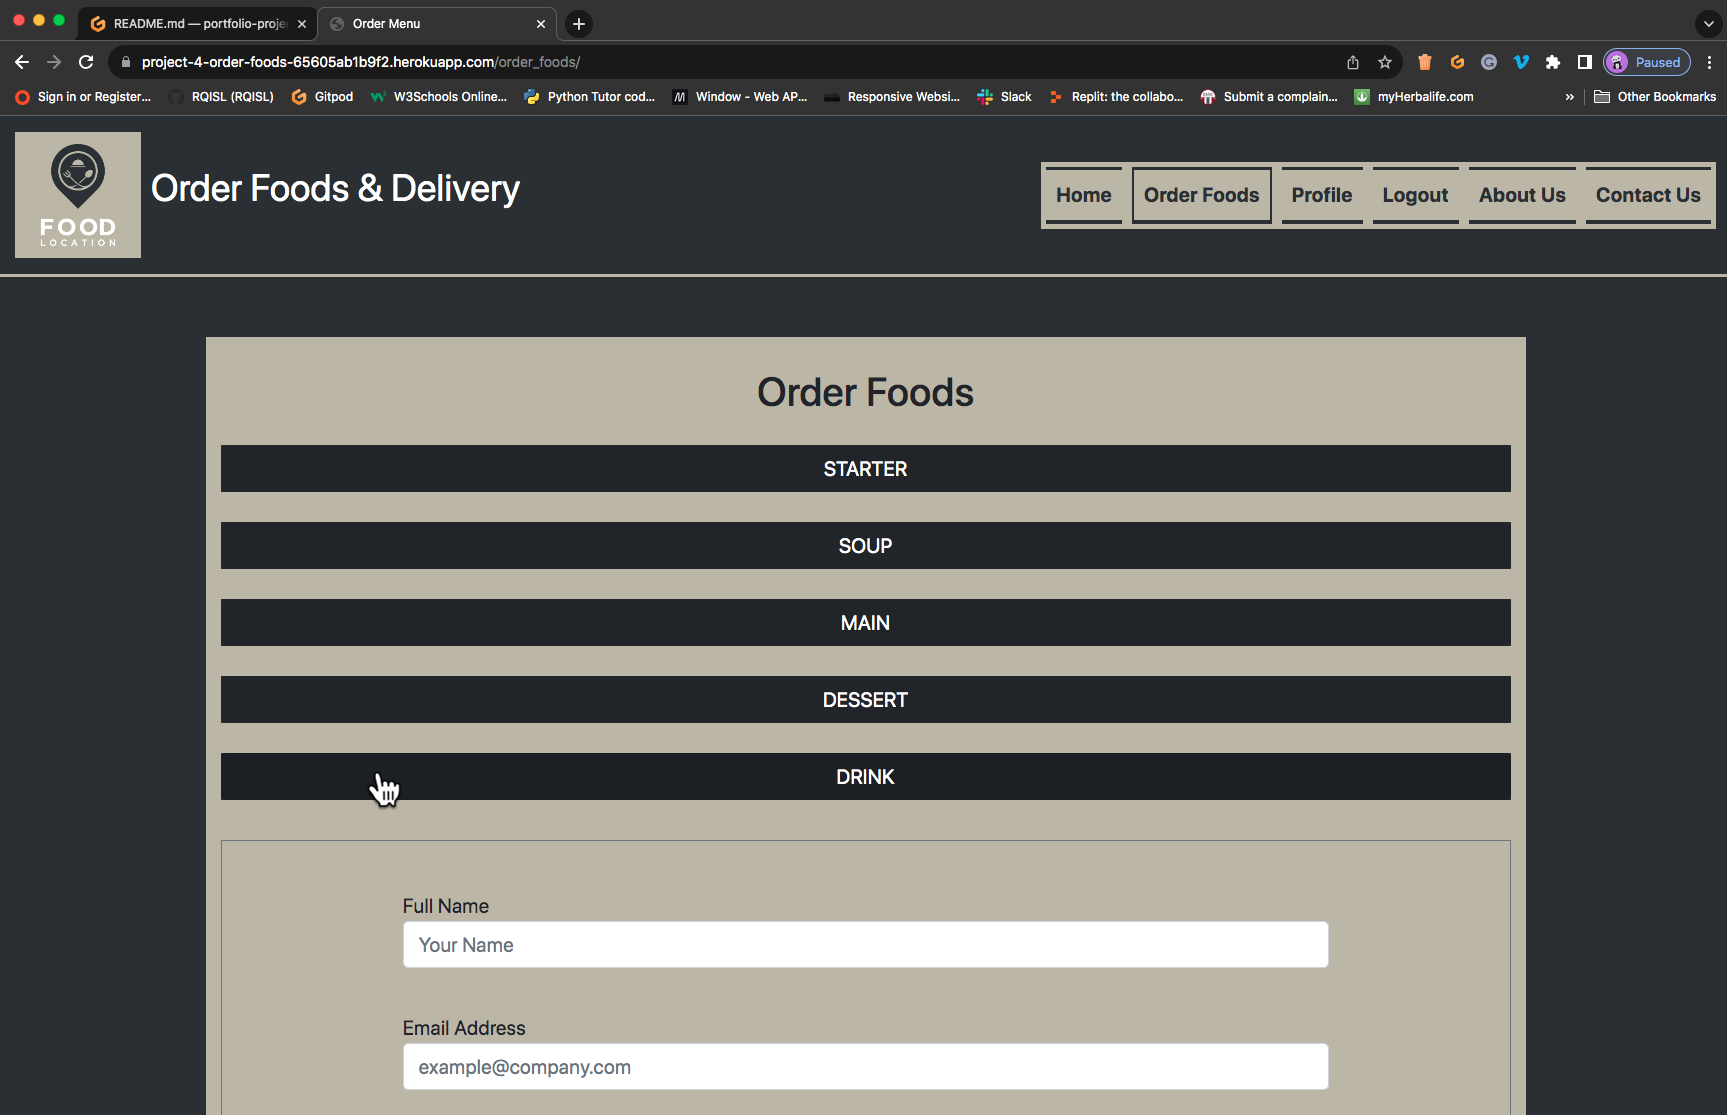 README.md — portfolio-projec
Order Menu
project-4-order-foods-65605ab1b9f2.herokuapp.com/order_foods/
Paused
Sign in or Register...
RQISL (RQISL)
Gitpod
W3Schools Online...
Python Tutor cod...
Window - Web AP...
Responsive Websi...
Slack
Replit: the collabo...
Submit a complain...
myHerbalife.com
»
Other Bookmarks
FOOD
LOCATION
Order Foods & Delivery
Home
Order Foods
Profile
Logout
About Us
Contact Us
Order Foods
STARTER
SOUP
MAIN
DESSERT
DRINK
Full Name
Your Name
Email Address
example@company.com